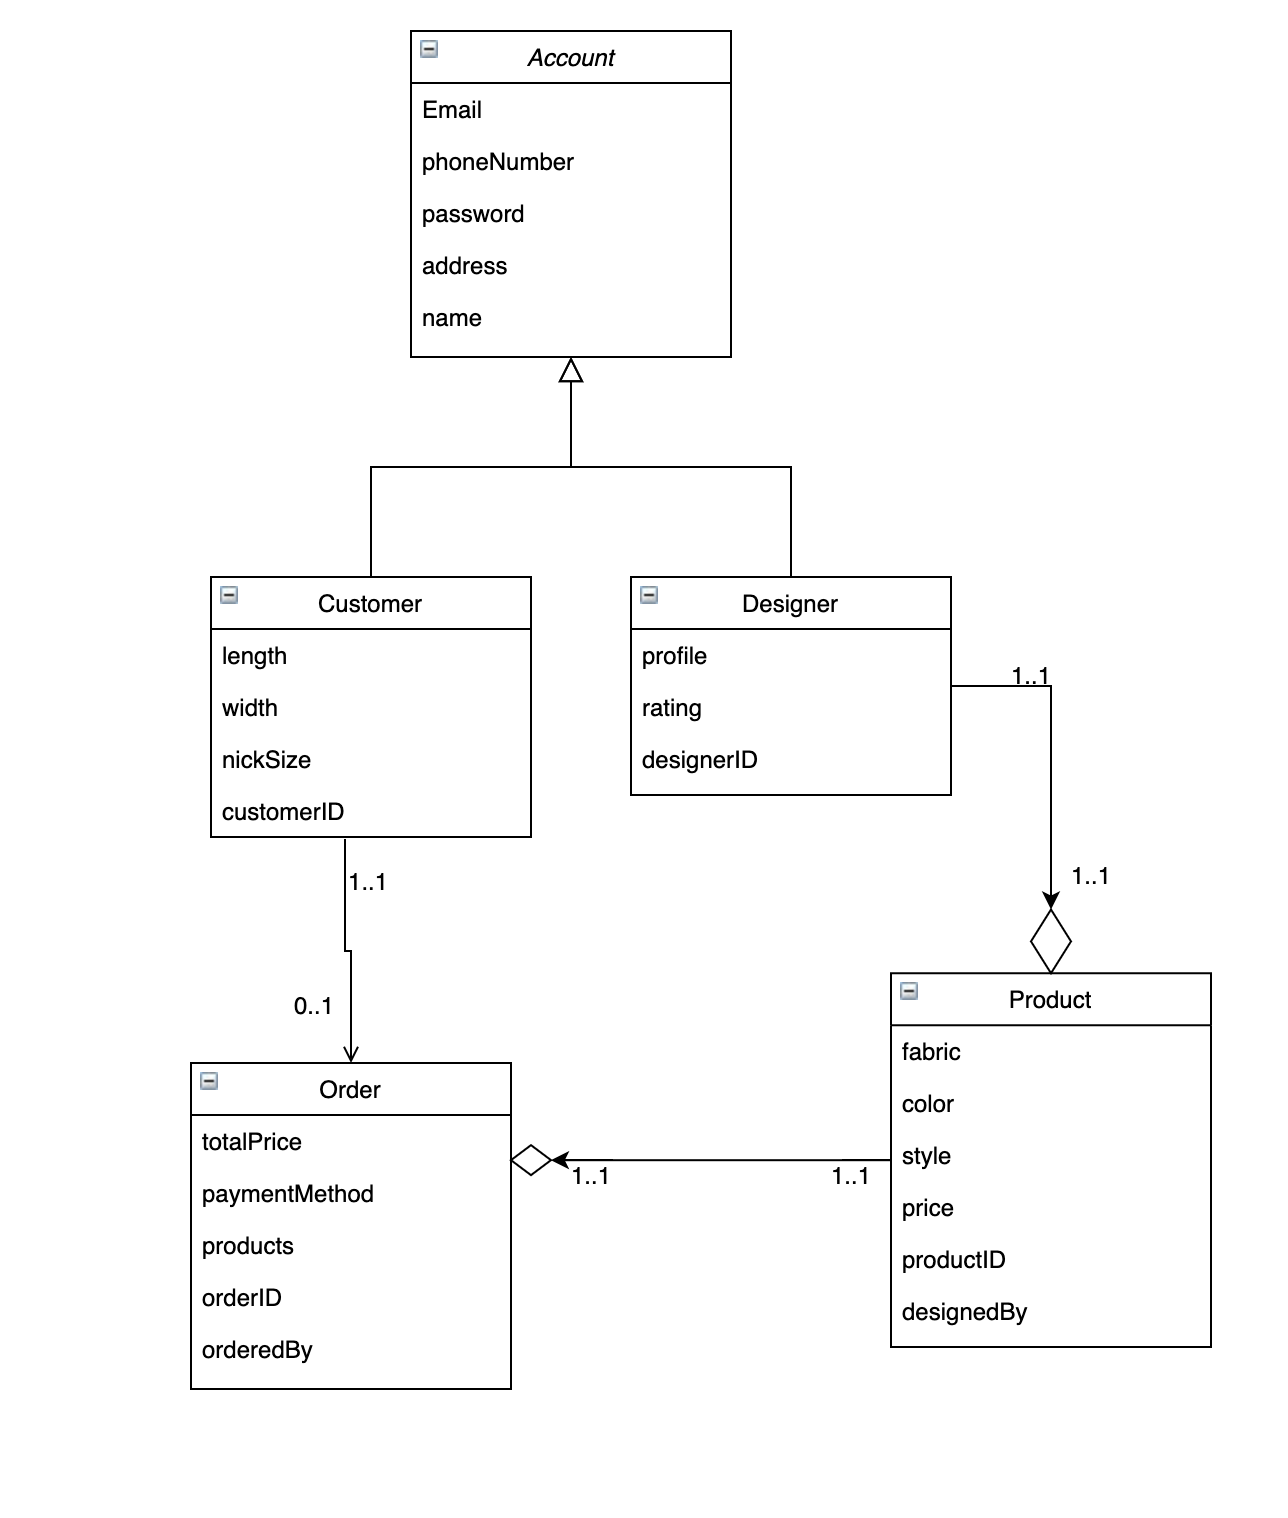 Account
Email
phoneNumber
password
address
name
Customer
length
width
nickSize
customerID
Designer
profile
rating
designerID
1..1
1..1
1..1
0..1
Order
totalPrice
paymentMethod
products
orderID
orderedBy
1..1
1..1
Product
fabric
color
style
price
productID
designedBy